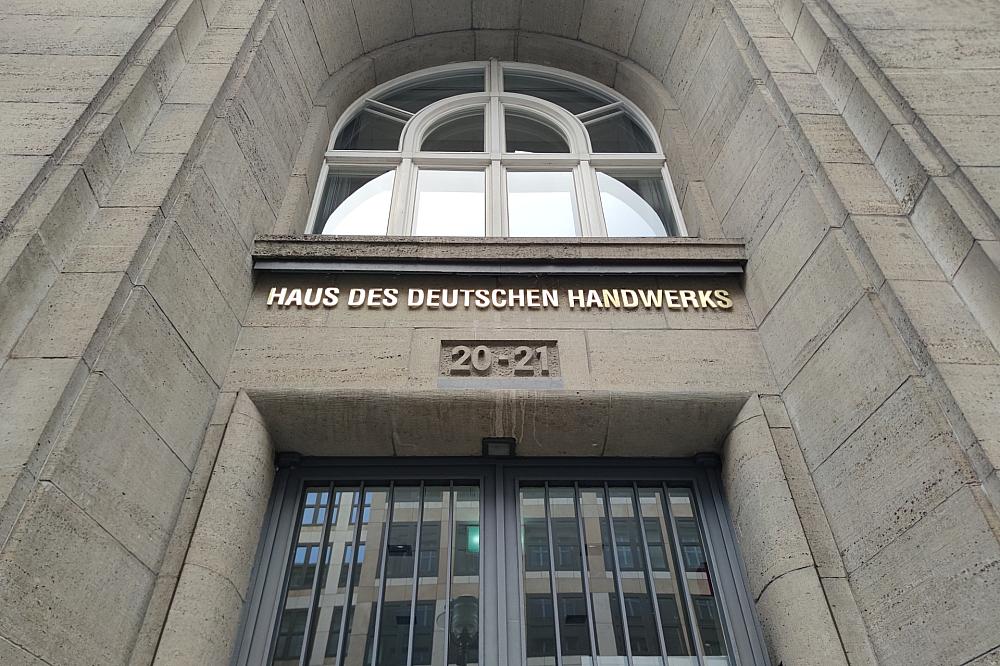 HAUS DES DEUTSCHEN HANDWERKS
20-21